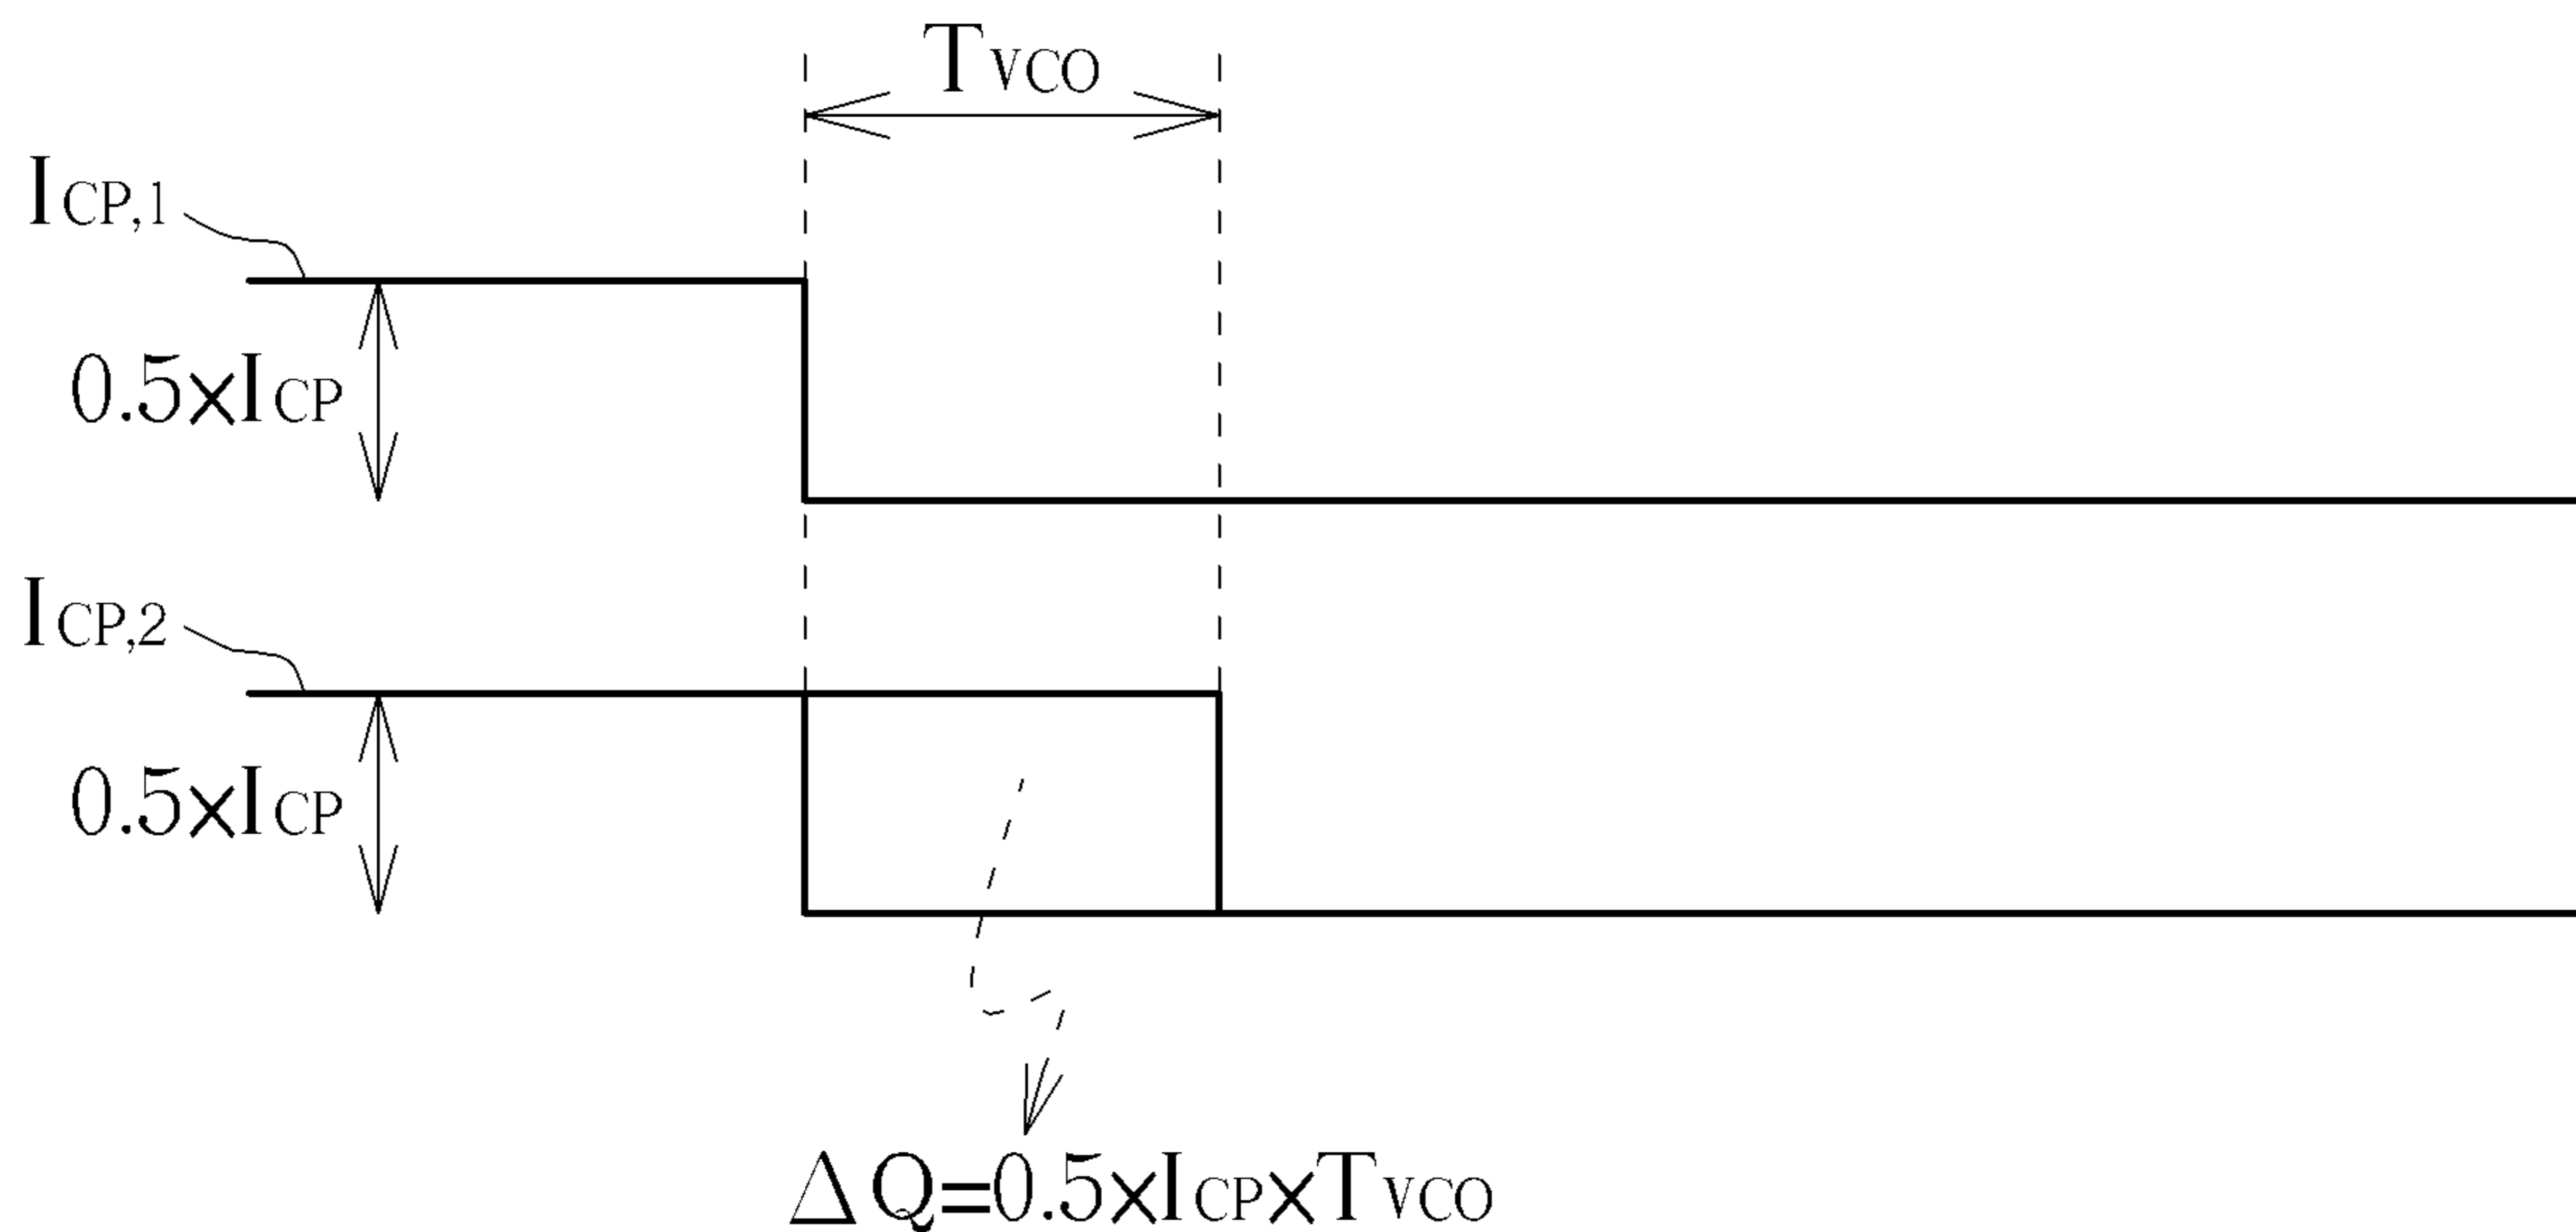 TVCO
ICP,1
0.5×ICP
ICP,2
0.5×ICP
ΔQ=0.5×ICP×TVCO